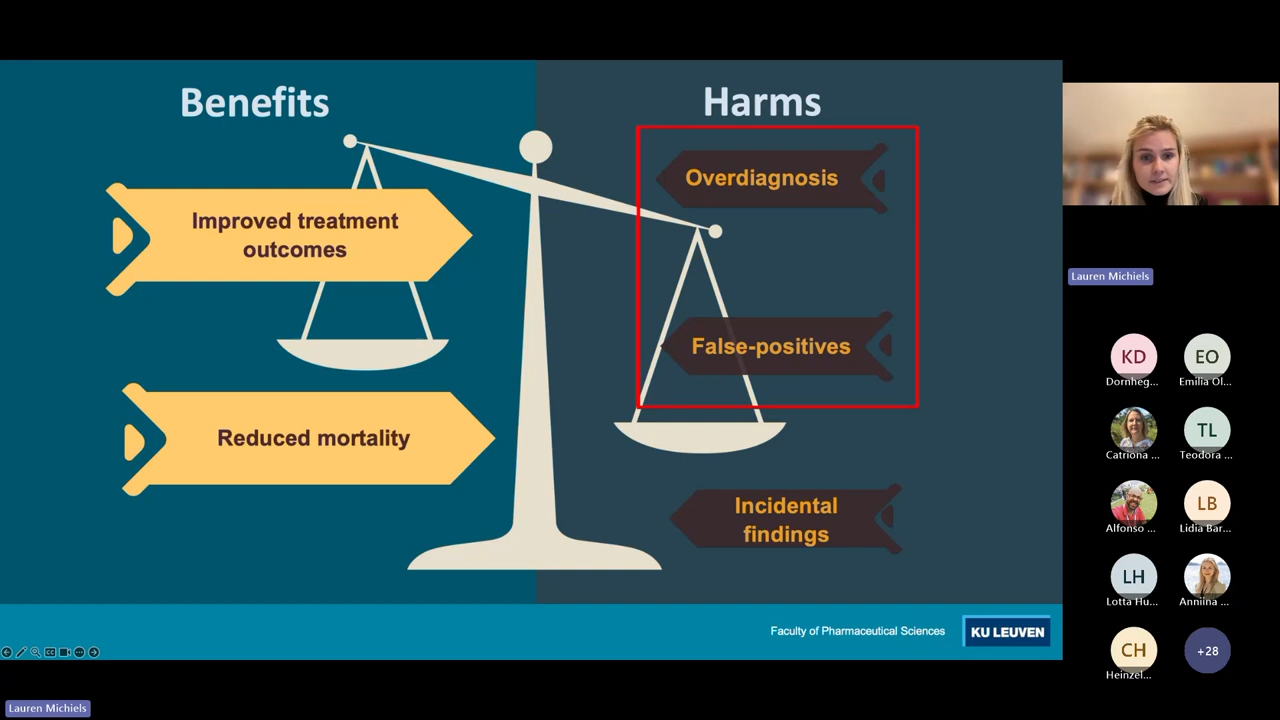 Benefits
Harms
Improved treatment
outcomes
Reduced mortality
Overdiagnosis
False-positives
Incidental
findings
Faculty of Pharmaceutical Sciences
KU LEUVEN
Lauren Michiels
Lauren Michiels
KD
Dornheg...
EO
Emilia Ol...
Catriona ...
TL
Teodora ...
Alfonso ...
LB
Lidia Bar...
LH
Lotta Hu...
Anniina ...
CH
Heinzel...
+28